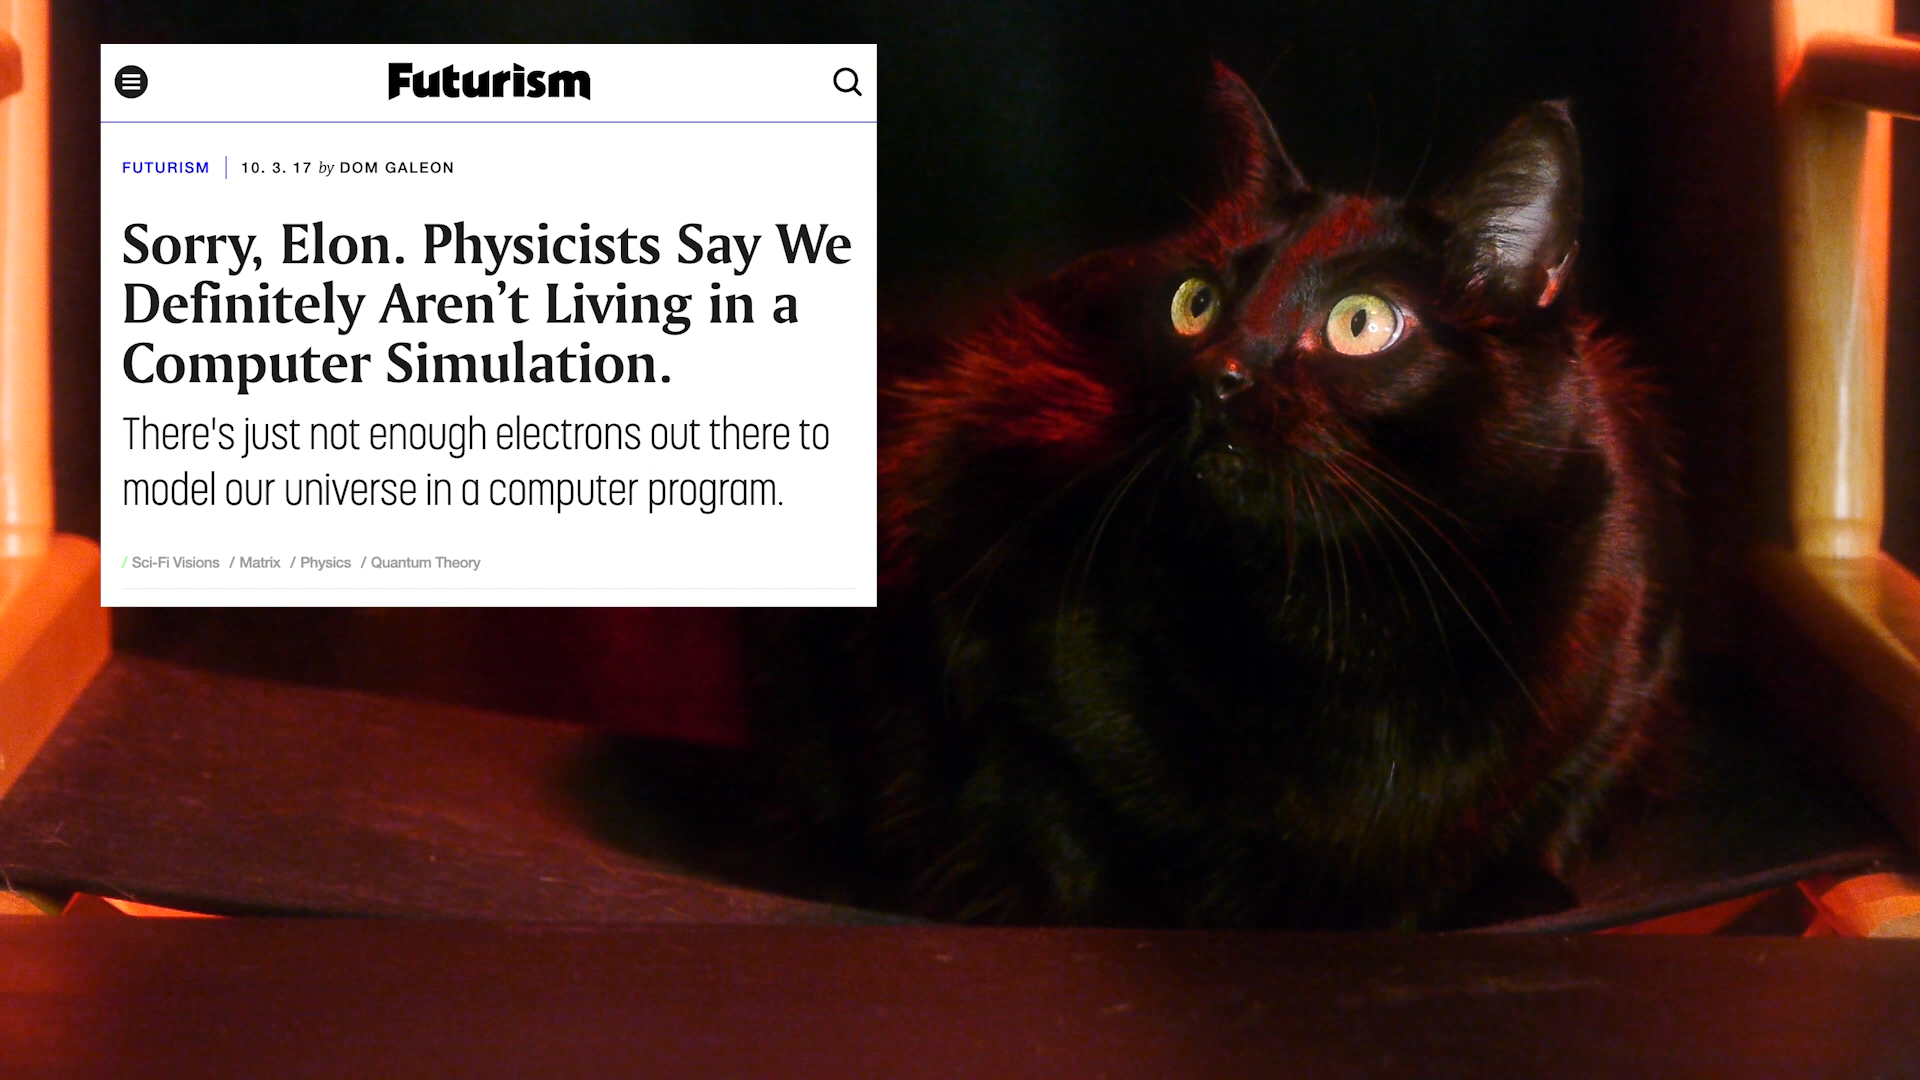 Futurism
FUTURISM | 10. 3. 17 by DOM GALEON
Sorry, Elon. Physicists Say We
Definitely Aren’t Living in a
Computer Simulation.
There's just not enough electrons out there to
model our universe in a computer program.
/ Sci-Fi Visions / Matrix / Physics / Quantum Theory